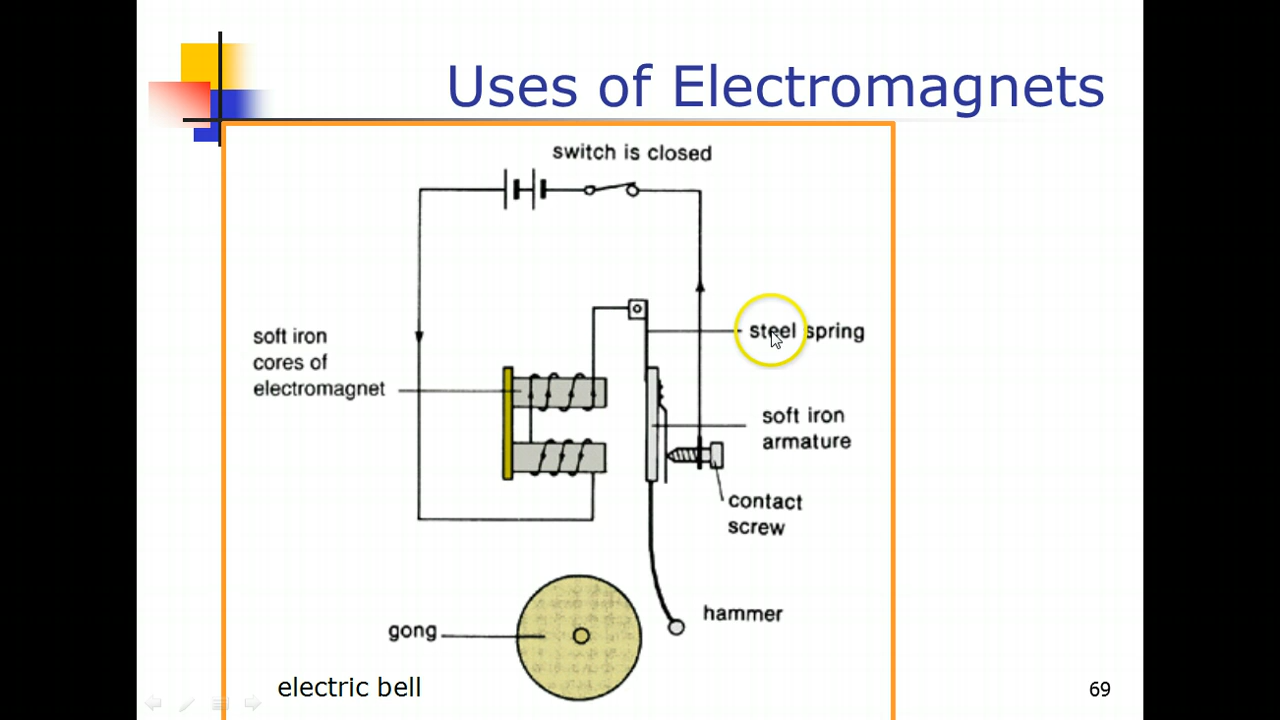 Uses of Electromagnets
switch is closed
steel spring
soft iron
cores of
electromagnet
soft iron
armature
contact
screw
hammer
gong
electric bell
69